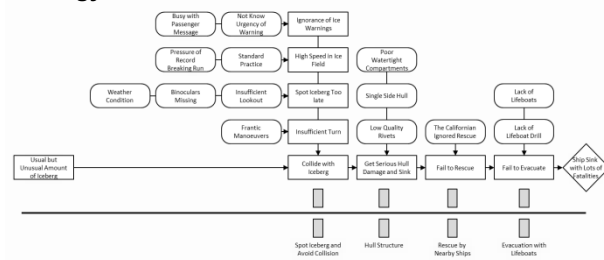 Busy with
Passenger
Message
Not Know
Urgency of
Warning
Ignorance of Ice
Warnings
Pressure of
Record
Breaking Run
Standard
Practice
High Speed in Ice
Field
Poor
Watertight
Compartments
Weather
Condition
Binoculars
Missing
Insufficient
Lookout
Spot Iceberg Too
late
Single Side Hull
Lack of
Lifeboats
Frantic
Manoeuvers
Insufficient Turn
Low Quality
Rivets
The Californian
Ignored Rescue
Lack of
Lifeboat Drill
Usual but
Unusual Amount
of Iceberg
Collide with
Iceberg
Get Serious Hull
Damage and Sink
Fail to Rescue
Fail to Evacuate
Ship Sink
with Lots of
Fatalities
Spot Iceberg and
Avoid Collision
Hull Structure
Rescue by
Nearby Ships
Evacuation with
Lifeboats